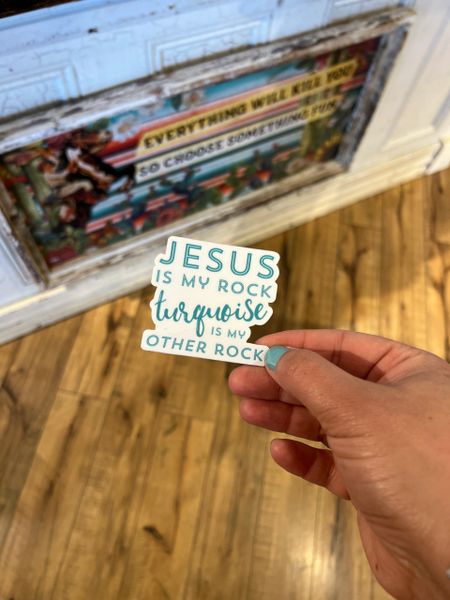 EVERYTHING WILL KILL YOU
SO CHOOSE SOMETHING FUN
JESUS
IS MY ROCK
turquoise
IS MY
OTHER ROCK